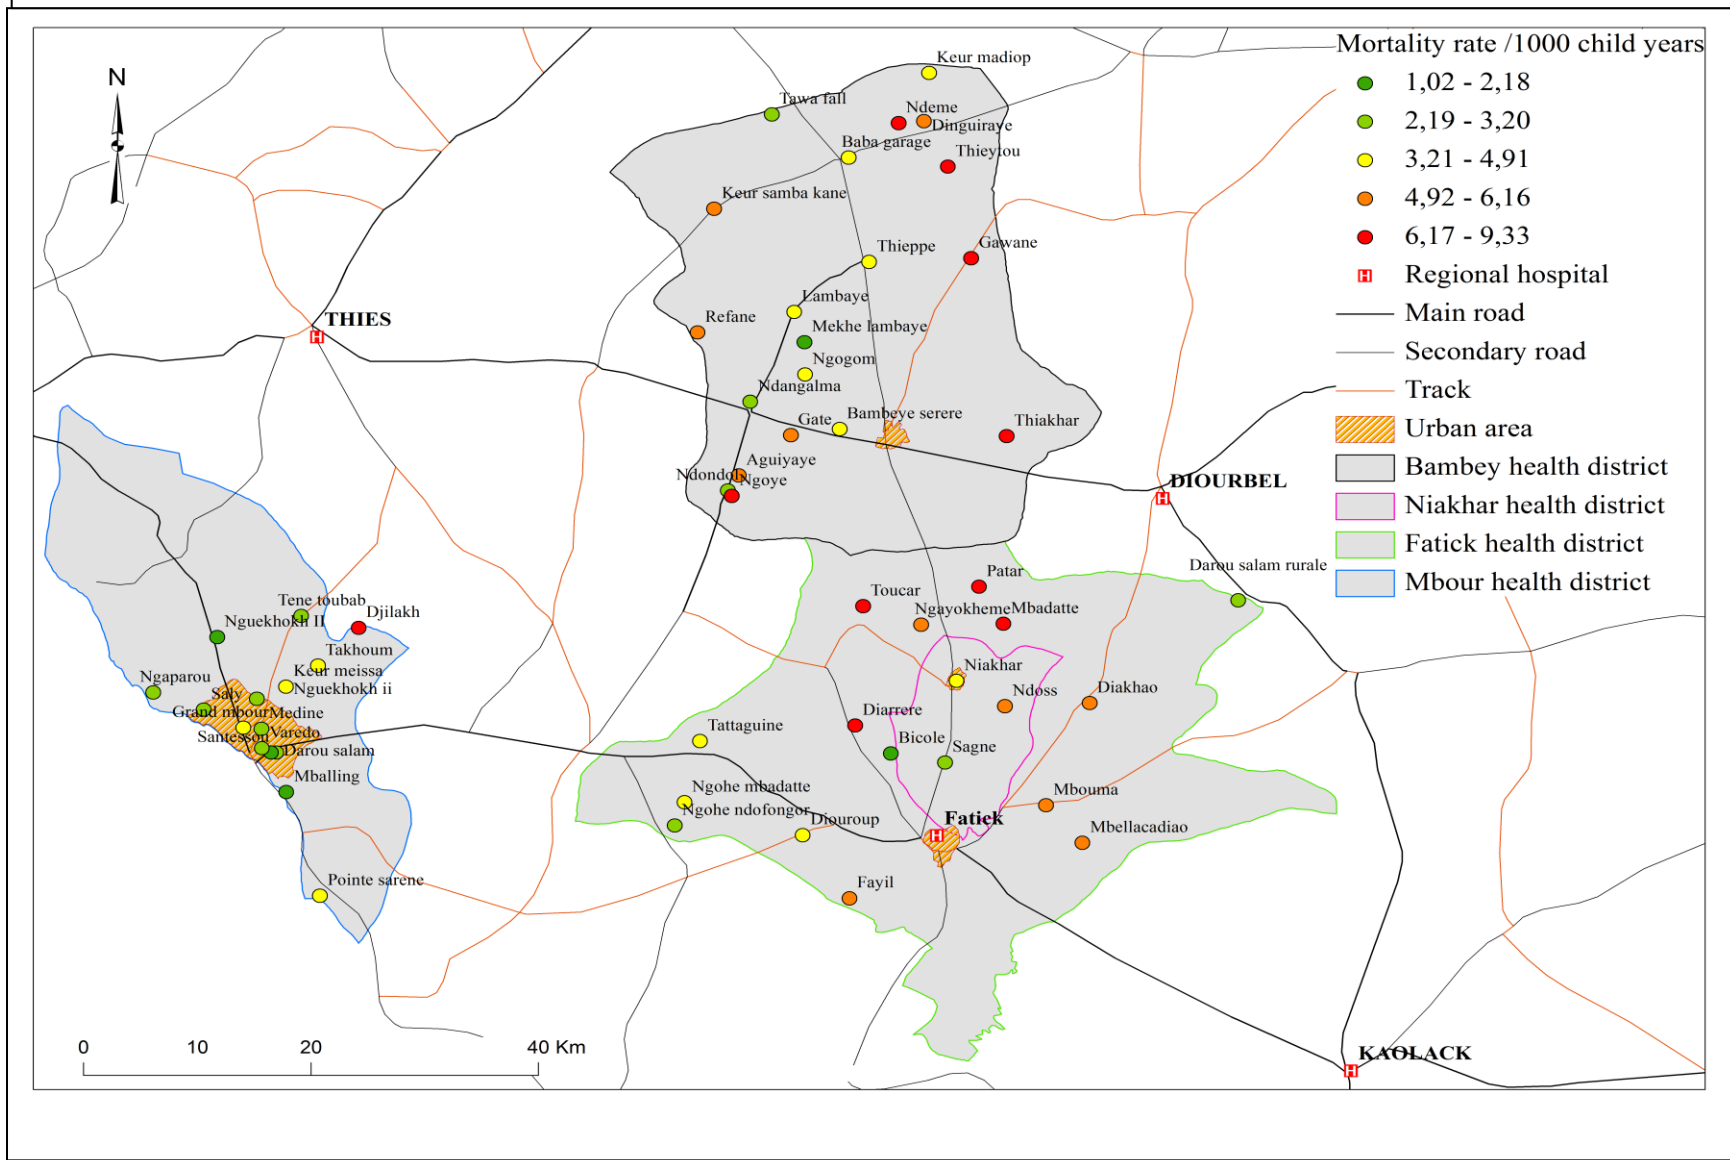 N
Mortality rate /1000 child years
1,02 - 2,18
2,19 - 3,20
3,21 - 4,91
4,92 - 6,16
6,17 - 9,33
H Regional hospital
Main road
Secondary road
Track
Urban area
Bambey health district
Niakhar health district
Fatick health district
Mbour health district
Keur madiop
Tawa fall
Ndeme
Dinguiraye
Baba garage
Thieytou
Keur samba kane
Thieppe
Gawane
Lambaye
Refane
Mekhe lambaye
Ngogom
Ndangalma
Gate
Bambeye serere
Thiakhar
Aguiyaye
Ndondol
Ngoye
THIES
H
DIOURBEL
H
Darou salam rurale
Patar
Toucar
Ngayokheme
Mbadatte
Niakhar
Ndoss
Diakhao
Diarrere
Bicole
Sagne
Tattaguine
Ngohe mbadatte
Ngohe ndofongor
Diouroup
Fatick
H
Mbouma
Mbellacadiao
Fayil
Tene toubab
Djilakh
Nguekhokh II
Takhoum
Keur meissa
Nguekhokh ii
Ngaparou
Saly
Grand mbour
Medine
Santessou
Varedo
Darou salam
Mballing
Pointe sarene
KAOLACK
H
0 10 20 40 Km